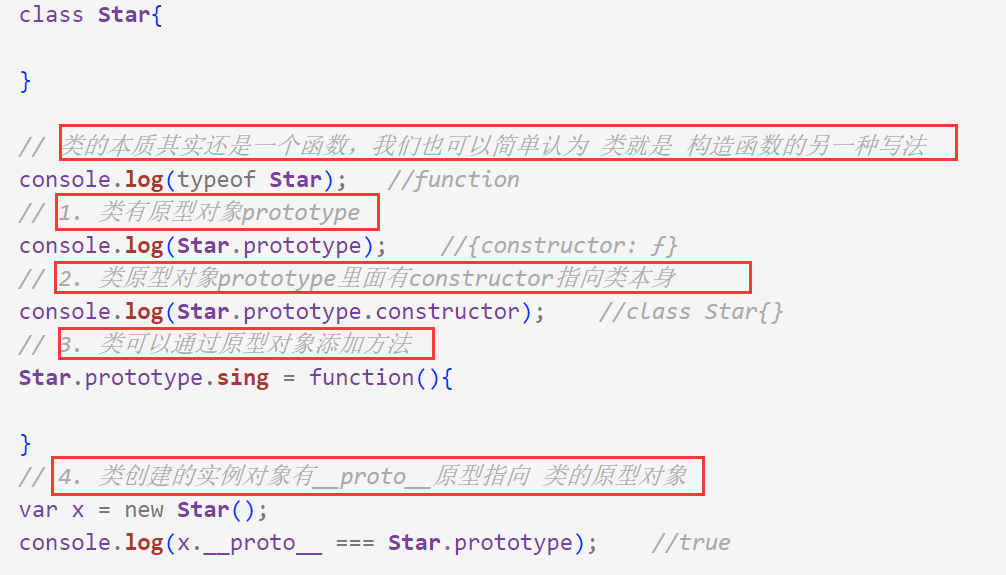 class Star{
}
// 类的本质其实还是一个函数，我们也可以简单认为 类就是 构造函数的另一种写法
console.log(typeof Star); //function
// 1. 类有原型对象prototype
console.log(Star.prototype); //{constructor: ƒ}
// 2. 类原型对象prototype里面有constructor指向类本身
console.log(Star.prototype.constructor); //class Star{}
// 3. 类可以通过原型对象添加方法
Star.prototype.sing = function(){
}
// 4. 类创建的实例对象有__proto__原型指向 类的原型对象
var x = new Star();
console.log(x.__proto__ === Star.prototype); //true